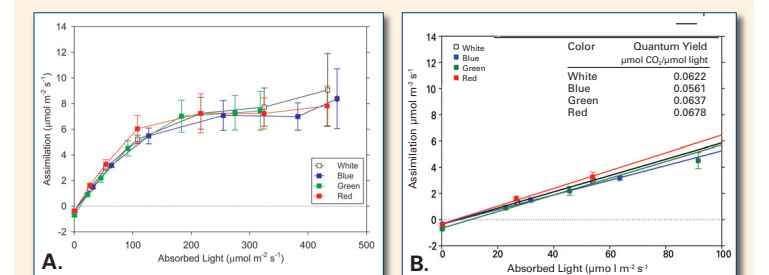 14
12
10
8
6
4
2
0
-2
Assimilation (μmol m-2 s-1)
White
Blue
Green
Red
0 100 200 300 400 500
A. Absorbed Light (μmol m-2 s-1)
14
12
10
8
6
4
2
0
-2
Assimilation μmol m-2 s-1
White
Blue
Green
Red
Color Quantum Yield
μmol CO2/μmol light
White 0.0622
Blue 0.0561
Green 0.0637
Red 0.0678
0 20 40 60 80 100
B. Absorbed Light (μmo l m-2 s-1